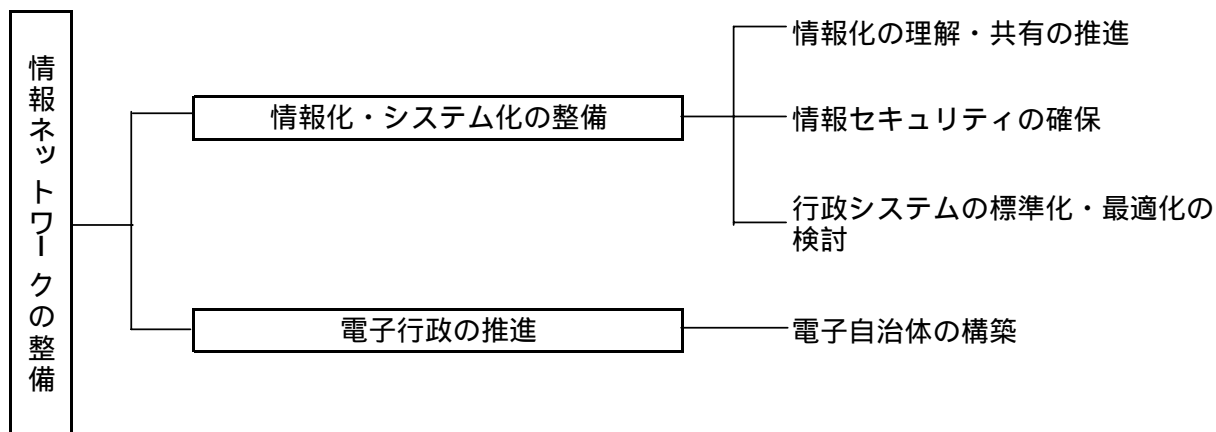 情報ネットワークの整備
情報化・システム化の整備
情報化の理解・共有の推進
情報セキュリティの確保
行政システムの標準化・最適化の
検討
電子行政の推進
電子自治体の構築